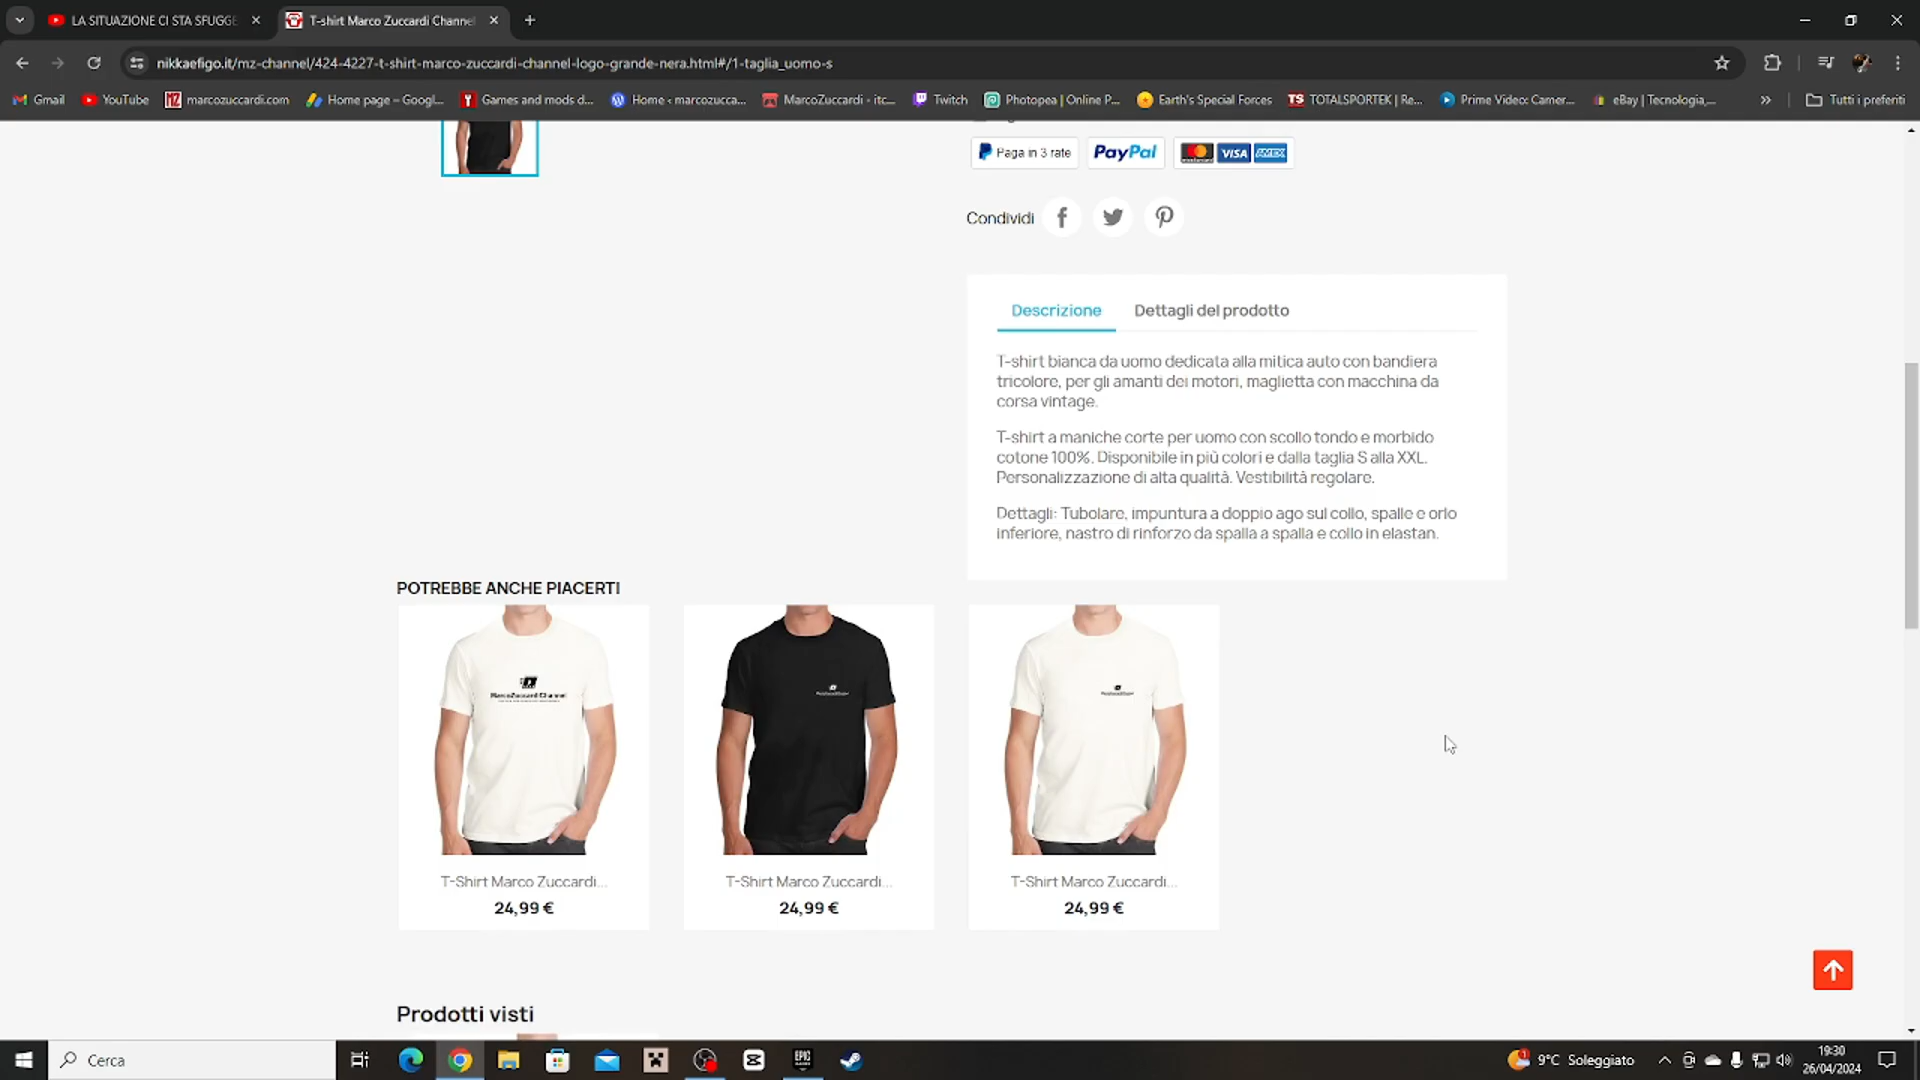 LA SITUAZIONE CI STA SFUGGE
T-shirt Marco Zuccardi Channel
nikkaefigo.it/mz-channel/424-4227-t-shirt-marco-zuccardi-channel-logo-grande-nera.html#/1-taglia_uomo-s
Gmail
YouTube
marcozuccardi.com
Home page – Googl...
Games and mods d...
Home ‹ marcozucca...
MarcoZuccardi - itc...
Twitch
Photopea | Online P...
Earth's Special Forces
TOTALSPORTEK | Re...
Prime Video: Camer...
eBay | Tecnologia,...
Tutti i preferiti
Paga in 3 rate
PayPal
VISA
AMEX
Condividi
Descrizione
Dettagli del prodotto
T-shirt bianca da uomo dedicata alla mitica auto con bandiera
tricolore, per gli amanti dei motori, maglietta con macchina da
corsa vintage.
T-shirt a maniche corte per uomo con scollo tondo e morbido
cotone 100%. Disponibile in più colori e dalla taglia S alla XXL.
Personalizzazione di alta qualità. Vestibilità regolare.
Dettagli: Tubolare, impuntura a doppio ago sul collo, spalle e orlo
inferiore, nastro di rinforzo da spalla a spalla e collo in elastan.
POTREBBE ANCHE PIACERTI
MarcoZuccardi Channel
T-Shirt Marco Zuccardi...
24,99 €
T-Shirt Marco Zuccardi...
24,99 €
T-Shirt Marco Zuccardi...
24,99 €
Prodotti visti
Cerca
EPIC
9°C Soleggiato
19:30
26/04/2024